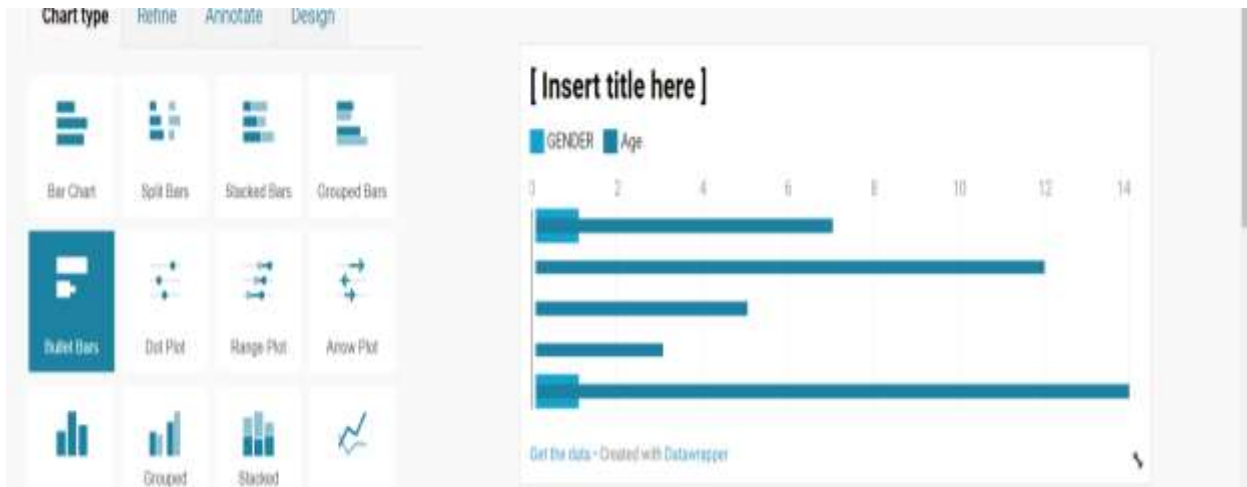 Chart type Refine Annotate Design
[ Insert title here ]
GENDER Age
Bar Chart Split Bars Stacked Bars Grouped Bars
0 2 4 6 8 10 12 14
Bullet Bars Dot Plot Range Plot Arrow Plot
Grouped Stacked
Get the data • Created with Datawrapper